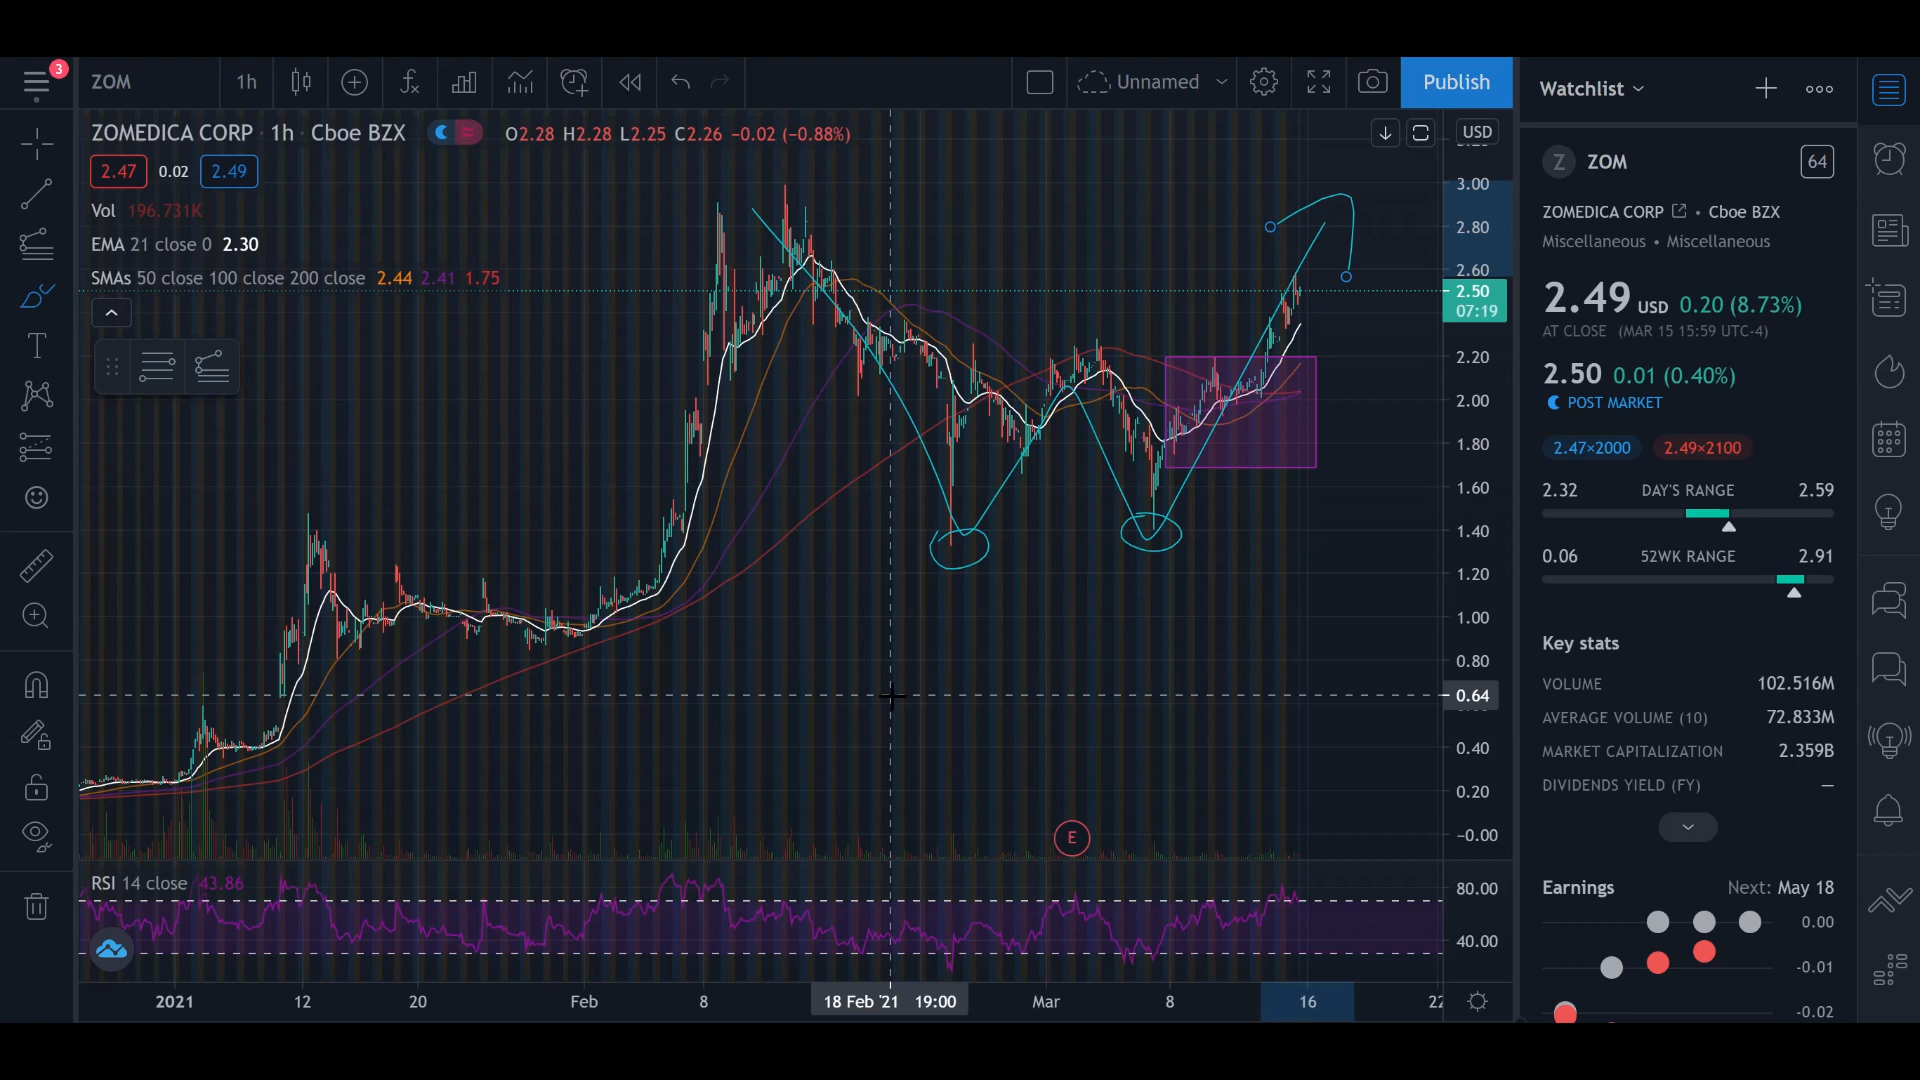 3
ZOM
1h
Unnamed
Publish
Watchlist
ZOMEDICA CORP · 1h · Cboe BZX
O2.28 H2.28 L2.25 C2.26 −0.02 (−0.88%)
USD
2.47 0.02 2.49
Vol 196.731K
EMA 21 close 0 2.30
SMAs 50 close 100 close 200 close 2.44 2.41 1.75
3.00
2.80
2.60
2.50
07:19
2.20
2.00
1.80
1.60
1.40
1.20
1.00
0.80
0.64
0.40
0.20
−0.00
E
RSI 14 close 43.86
80.00
40.00
2021 12 20 Feb 8 18 Feb '21 19:00 Mar 8 16 22
Z ZOM 64
ZOMEDICA CORP • Cboe BZX
Miscellaneous • Miscellaneous
2.49 USD 0.20 (8.73%)
AT CLOSE (MAR 15 15:59 UTC-4)
2.50 0.01 (0.40%)
POST MARKET
2.47×2000 2.49×2100
2.32 DAY'S RANGE 2.59
0.06 52WK RANGE 2.91
Key stats
VOLUME 102.516M
AVERAGE VOLUME (10) 72.833M
MARKET CAPITALIZATION 2.359B
DIVIDENDS YIELD (FY) —
Earnings Next: May 18
0.00
-0.01
-0.02